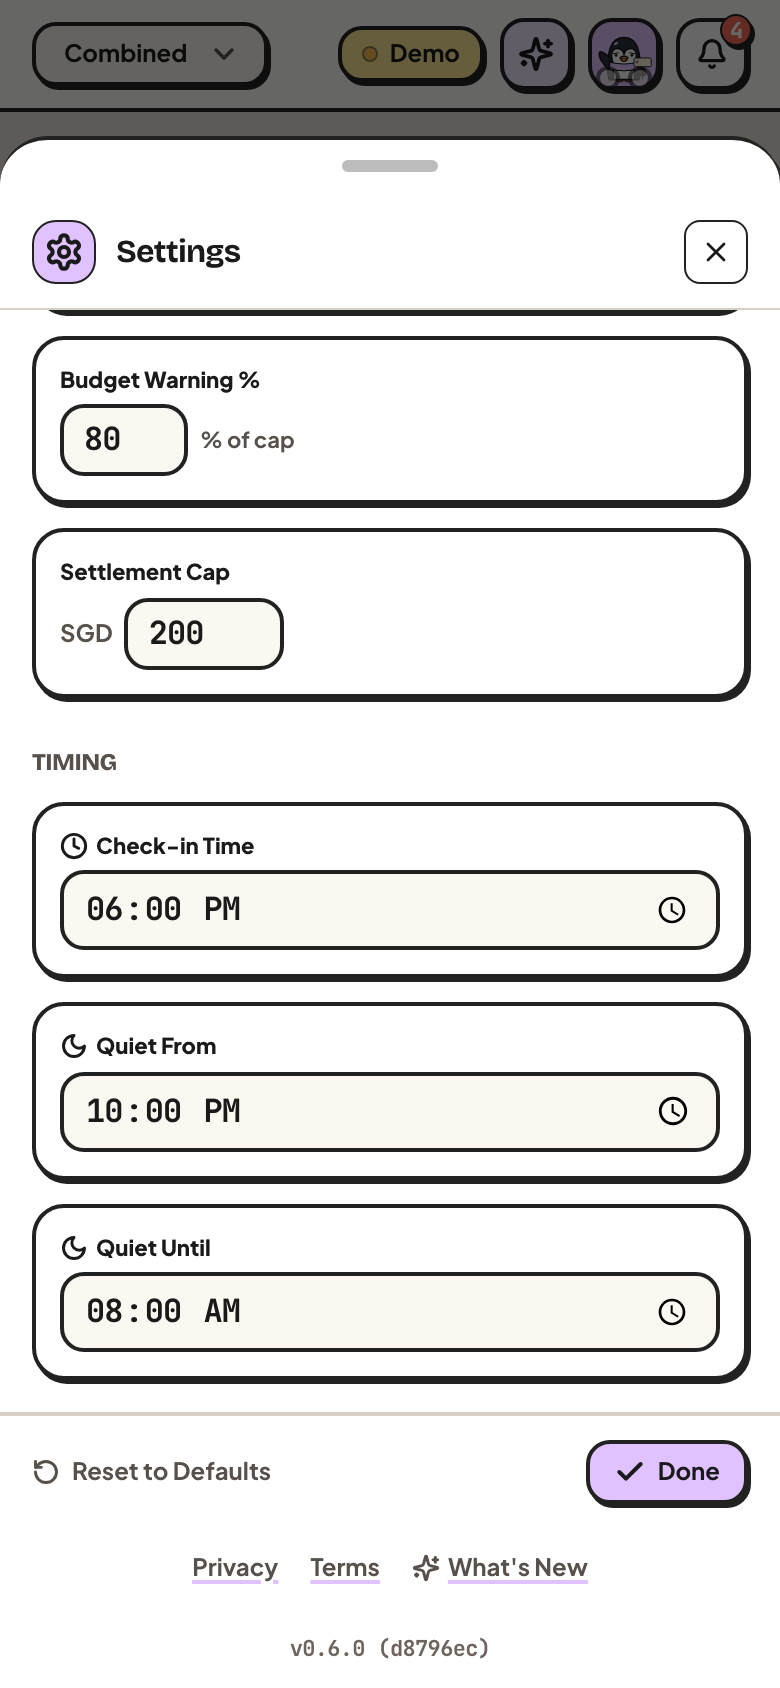 Combined
Demo
4
Settings
Budget Warning %
80 % of cap
Settlement Cap
SGD 200
TIMING
Check-in Time
06:00 PM
Quiet From
10:00 PM
Quiet Until
08:00 AM
Reset to Defaults
Done
Privacy Terms What's New
v0.6.0 (d8796ec)